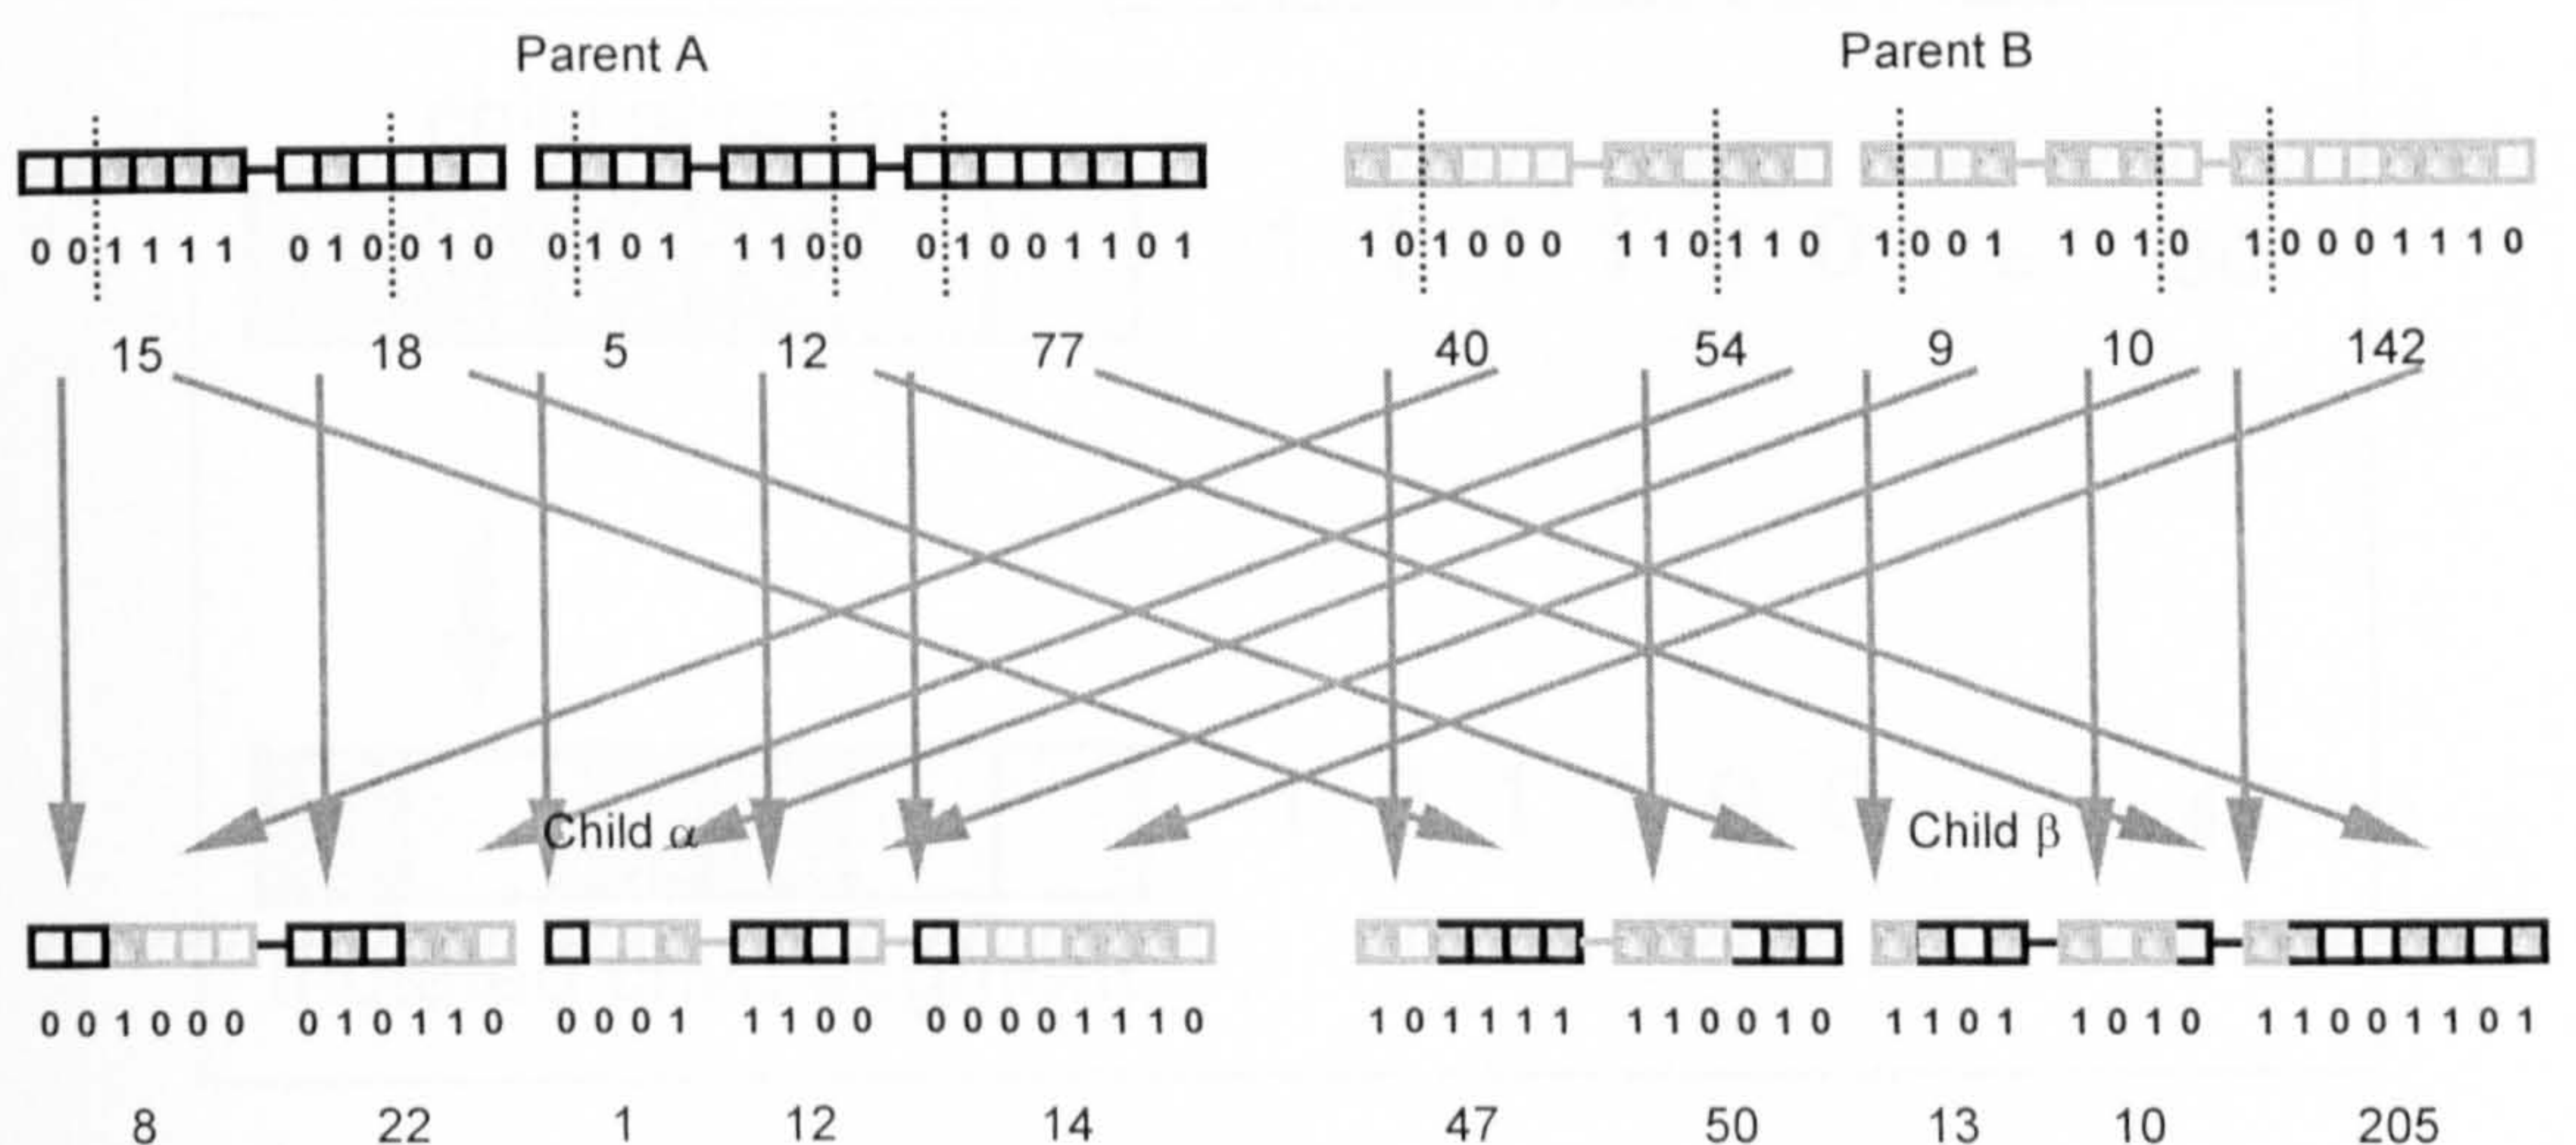 Parent A Parent B
0 0 1 1 1 1 0 1 0 0 1 0 0 1 0 1 1 1 0 0 0 1 0 0 1 1 0 1 1 0 1 0 0 0 1 1 0 1 1 0 1 0 0 1 1 0 1 0 1 0 0 0 1 1 1 0
15 18 5 12 77 40 54 9 10 142
Child α Child β
0 0 1 0 0 0 0 1 0 1 1 0 0 0 0 1 1 1 0 0 0 0 0 0 1 1 1 0 1 0 1 1 1 1 1 1 0 0 1 0 1 1 0 1 1 0 1 0 1 1 0 0 1 1 0 1
8 22 1 12 14 47 50 13 10 205